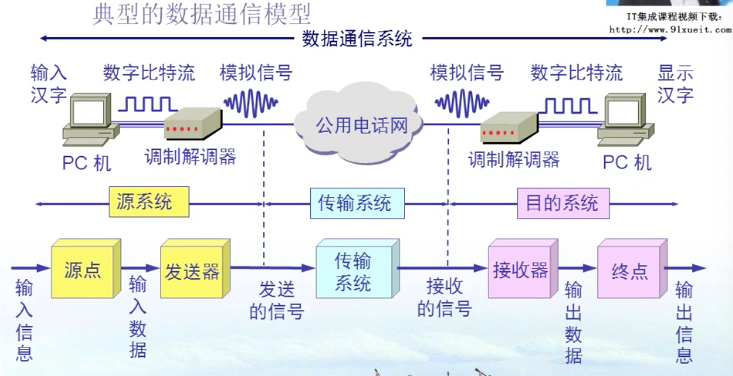 典型的数据通信模型
IT集成课程视频下载:
http://www.91xueit.com
数据通信系统
输入
汉字
数字比特流
模拟信号
模拟信号
数字比特流
显示
汉字
公用电话网
PC 机
调制解调器
调制解调器
PC 机
源系统
传输系统
目的系统
源点
发送器
传输
系统
接收器
终点
输入信息
输入数据
发送
的信号
接收
的信号
输出数据
输出信息